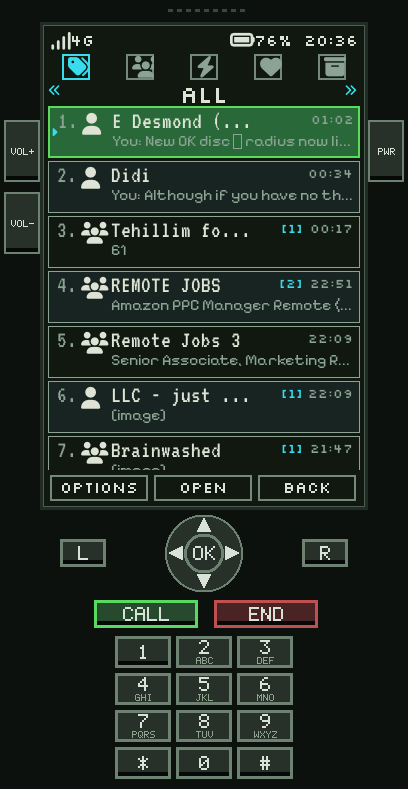 4G 76% 20:36
« »
ALL
1. E Desmond (... 01:02
You: New OK disc▯radius now li...
2. Didi 00:34
You: Although if you have no th...
3. Tehillim fo... [1] 00:17
61
4. REMOTE JOBS [2] 22:51
Amazon PPC Manager Remote (...
5. Remote Jobs 3 22:09
Senior Associate, Marketing R...
6. LLC - just ... [1] 22:09
(image)
7. Brainwashed [1] 21:47
(image)
OPTIONS OPEN BACK
VOL+
VOL-
PWR
L OK R
CALL END
1 2 3
ABC DEF
4 5 6
GHI JKL MNO
7 8 9
PQRS TUV WXYZ
* 0 #